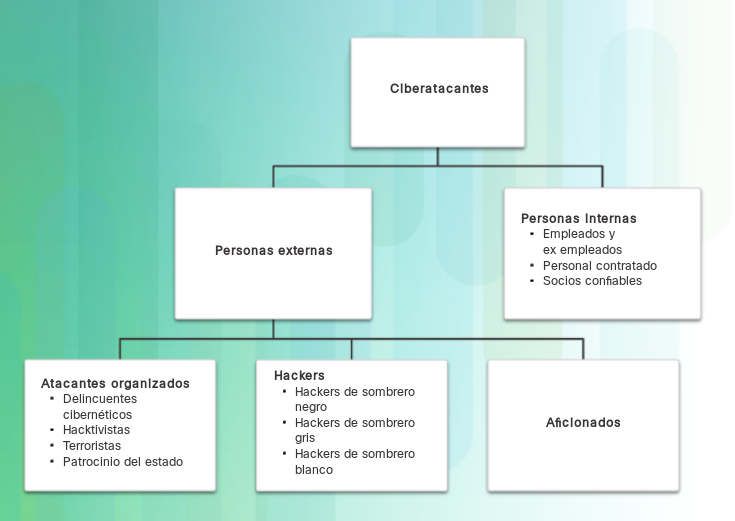 Ciberatacantes
Personas externas
Personas internas
• Empleados y
ex empleados
• Personal contratado
• Socios confiables
Atacantes organizados
• Delincuentes
cibernéticos
• Hacktivistas
• Terroristas
• Patrocinio del estado
Hackers
• Hackers de sombrero
negro
• Hackers de sombrero
gris
• Hackers de sombrero
blanco
Aficionados